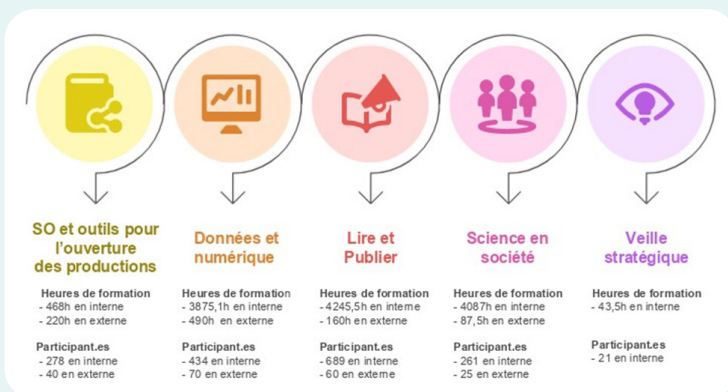 SO et outils pour
l'ouverture
des productions
Heures de formation
- 468h en interne
- 220h en externe
Participant.es
- 278 en interne
- 40 en externe
Données et
numérique
Heures de formation
- 3875,1h en interne
- 490h en externe
Participant.es
- 434 en interne
- 70 en externe
Lire et
Publier
Heures de formation
- 4245,5h en interne
- 160h en externe
Participant.es
- 689 en interne
- 60 en externe
Science en
société
Heures de formation
- 4087h en interne
- 87,5h en externe
Participant.es
- 261 en interne
- 25 en externe
Veille
stratégique
Heures de formation
- 43,5h en interne
Participant.es
- 21 en interne